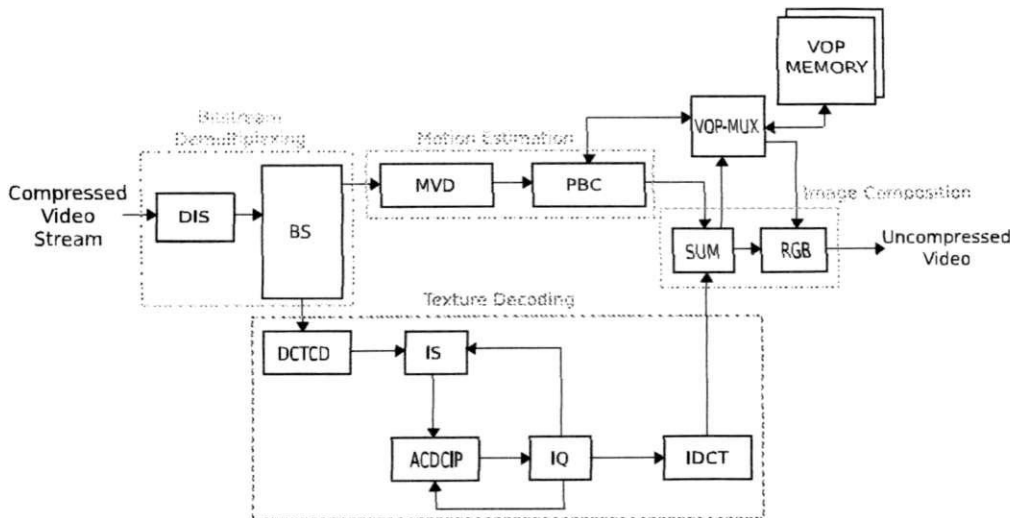 VOP
MEMORY
VOP-MUX
Bitstream
Demultiplexing
Motion Estimation
Compressed
Video
Stream
DIS
BS
MVD
PBC
Image Composition
SUM
RGB
Uncompressed
Video
Texture Decoding
DCTCD
IS
ACDCIP
IQ
IDCT